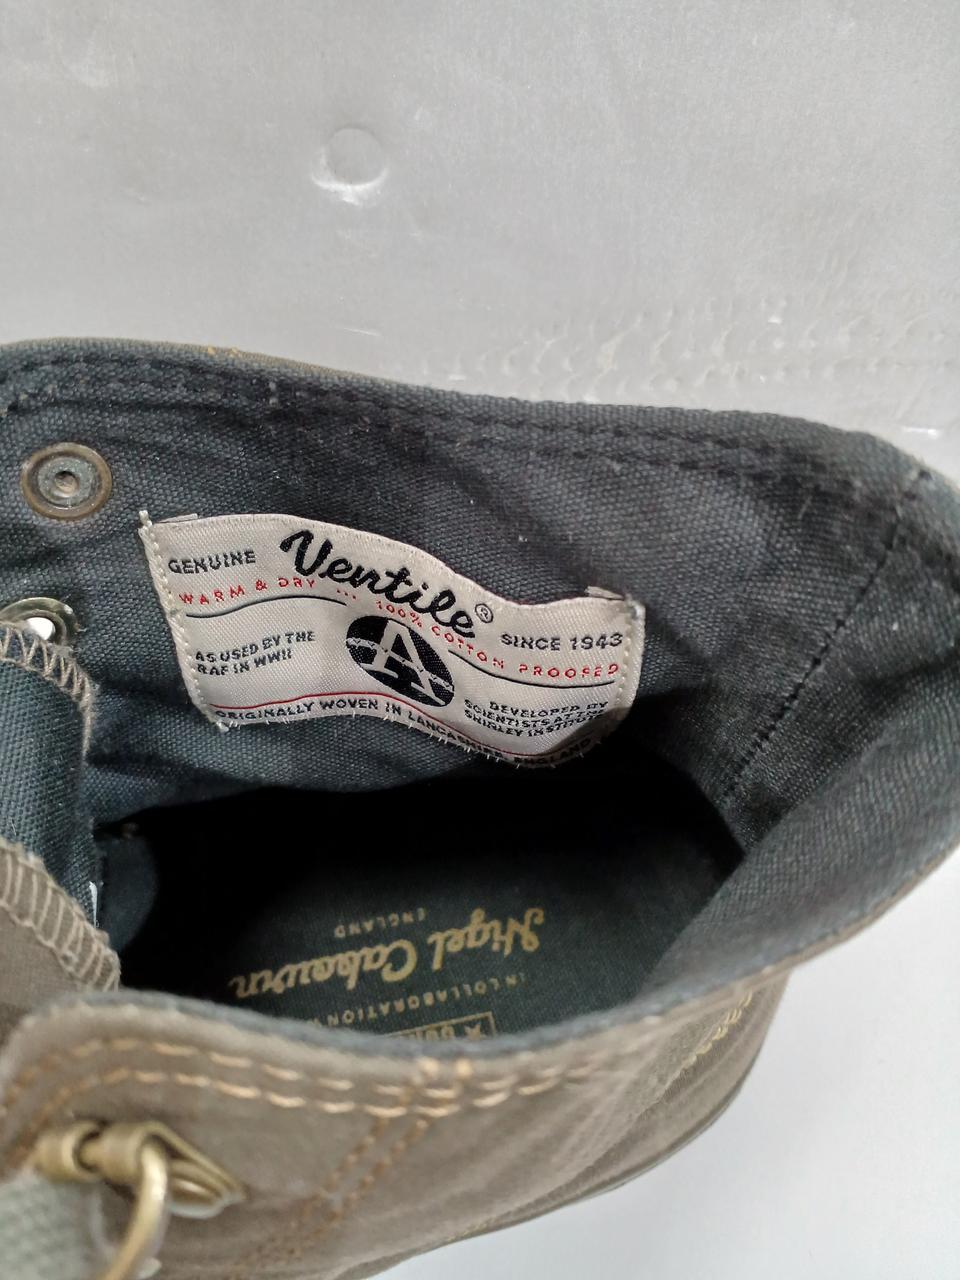 GENUINE Ventile® SINCE 1943
WARM & DRY ... 100% COTTON PROOFED
AS USED BY THE
RAF IN WWII
DEVELOPED BY
SCIENTISTS AT THE
SHIRLEY INSTITUTE
ORIGINALLY WOVEN IN LANCASHIRE, ENGLAND
Nigel Cabourn
ENGLAND
IN COLLABORATION